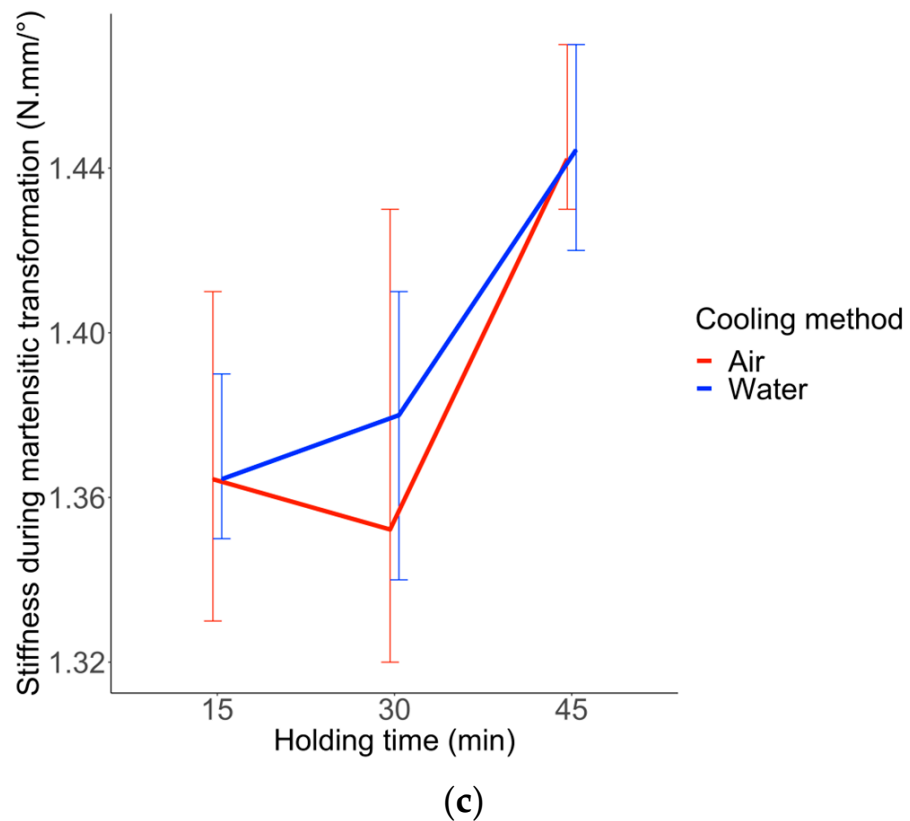 Stiffness during martensitic transformation (N.mm/°)
1.44
1.40
1.36
1.32
15 30 45
Holding time (min)
Cooling method
Air
Water
(c)